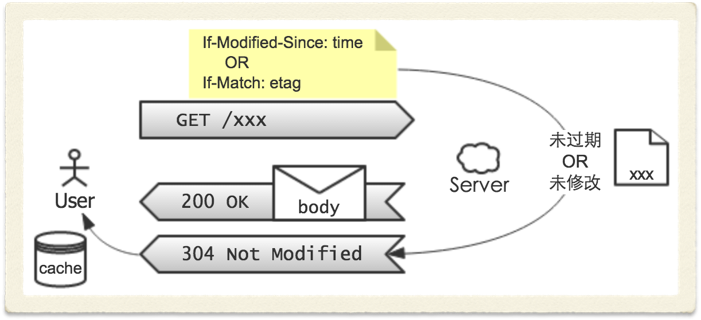 If-Modified-Since: time
OR
If-Match: etag
GET /xxx
未过期
OR
未修改
xxx
Server
User
200 OK
body
304 Not Modified
cache